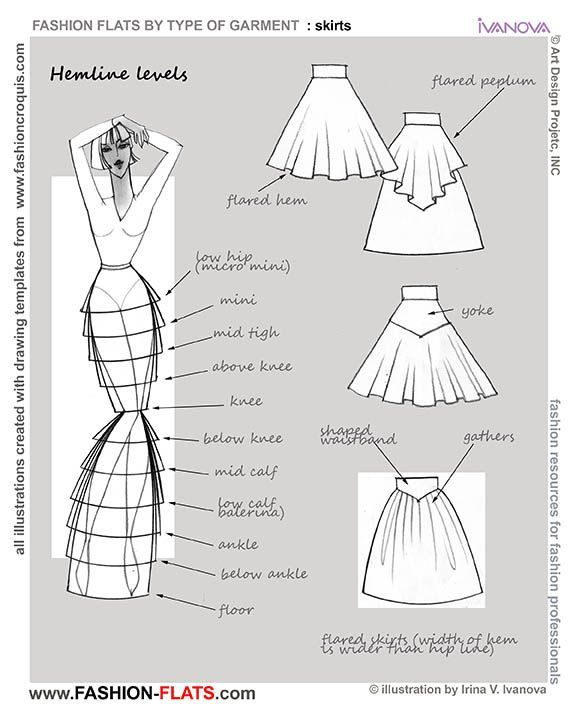 FASHION FLATS BY TYPE OF GARMENT : skirts
ivANOVA
© Art Design Projetc, INC
all illustrations created with drawing templates from www.fashioncroquis.com
Hemline levels
flared peplum
flared hem
low hip
(micro mini)
mini
mid tigh
above knee
knee
below knee
mid calf
low calf
balerina)
ankle
below ankle
floor
yoke
shaped
waistband
gathers
flared skirts (width of hem
is wider than hip line)
fashion resources for fashion professionals
www.FASHION-FLATS.com
© illustration by Irina V. Ivanova